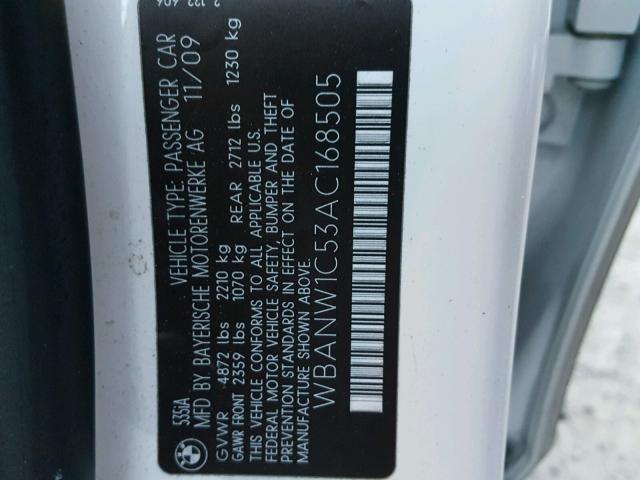 535iA
VEHICLE TYPE: PASSENGER CAR
MFD BY BAYERISCHE MOTORENWERKE AG 11/09
GVWR 4872 lbs 2210 kg
GAWR FRONT 2359 lbs 1070 kg REAR 2712 lbs 1230 kg
THIS VEHICLE CONFORMS TO ALL APPLICABLE U.S.
FEDERAL MOTOR VEHICLE SAFETY, BUMPER AND THEFT
PREVENTION STANDARDS IN EFFECT ON THE DATE OF
MANUFACTURE SHOWN ABOVE.
WBANW1C53AC168505